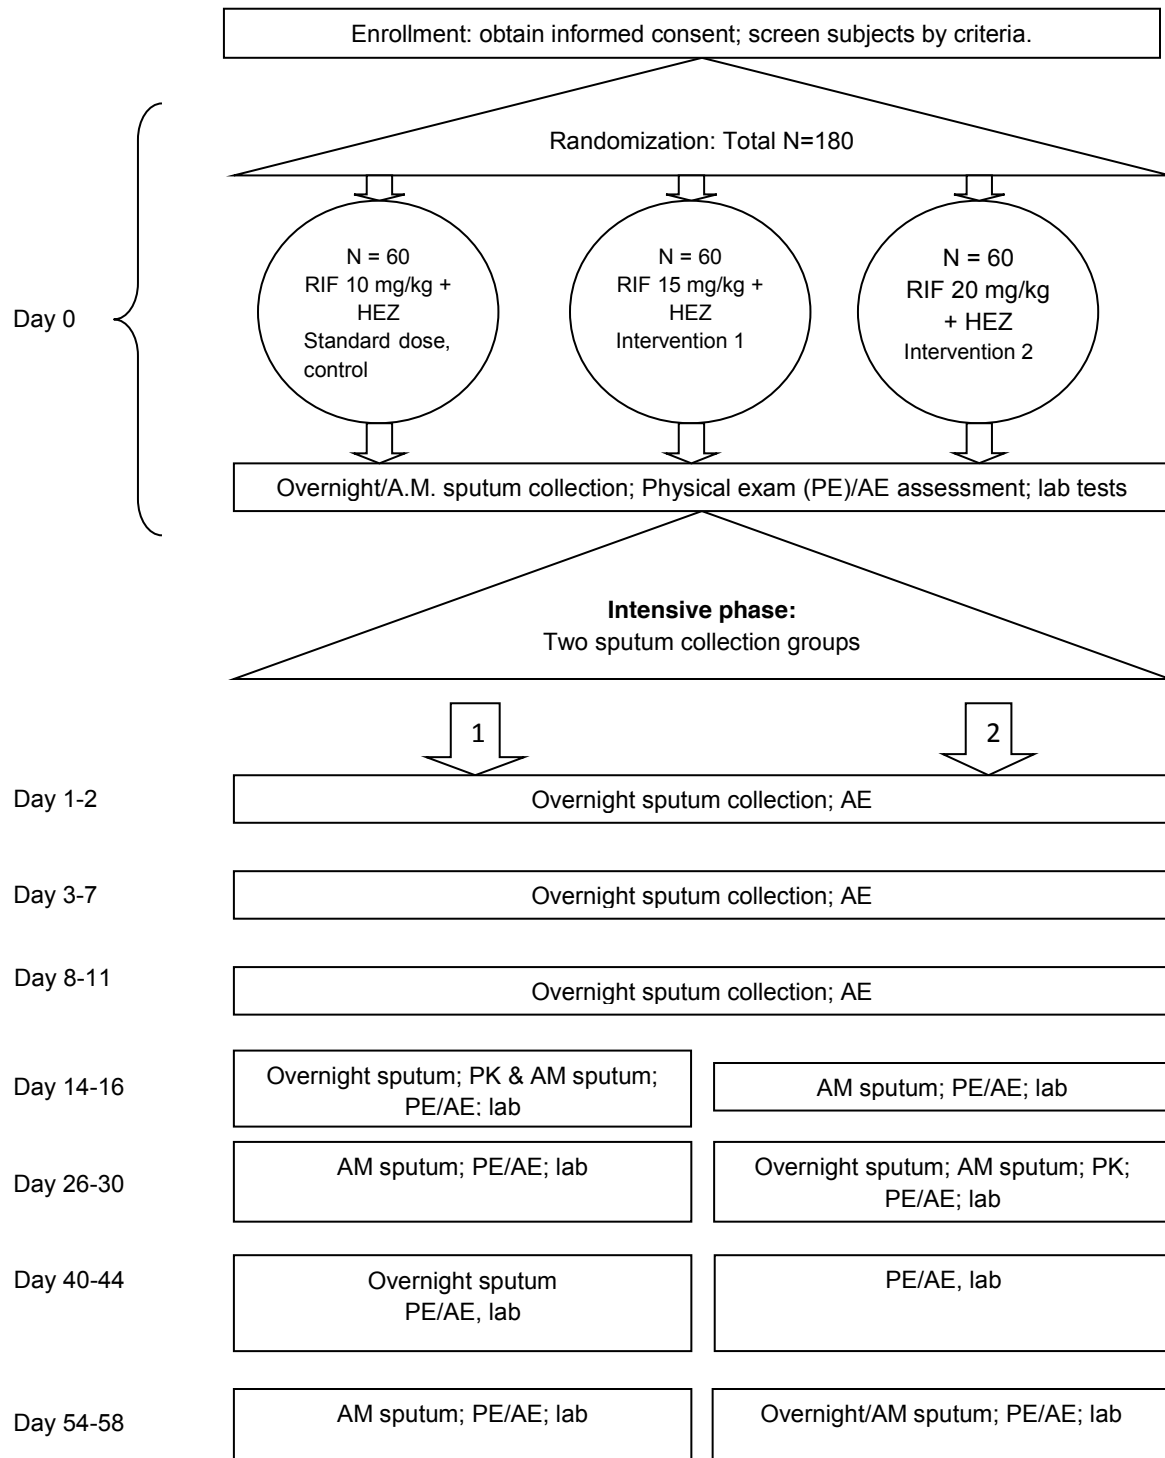 Enrollment: obtain informed consent; screen subjects by criteria.
Randomization: Total N=180
Day 0
N = 60
RIF 10 mg/kg +
HEZ
Standard dose,
control
N = 60
RIF 15 mg/kg +
HEZ
Intervention 1
N = 60
RIF 20 mg/kg
+ HEZ
Intervention 2
Overnight/A.M. sputum collection; Physical exam (PE)/AE assessment; lab tests
Intensive phase:
Two sputum collection groups
1
2
Day 1-2
Overnight sputum collection; AE
Day 3-7
Overnight sputum collection; AE
Day 8-11
Overnight sputum collection; AE
Day 14-16
Overnight sputum; PK & AM sputum;
PE/AE; lab
AM sputum; PE/AE; lab
Day 26-30
AM sputum; PE/AE; lab
Overnight sputum; AM sputum; PK;
PE/AE; lab
Day 40-44
Overnight sputum
PE/AE, lab
PE/AE, lab
Day 54-58
AM sputum; PE/AE; lab
Overnight/AM sputum; PE/AE; lab